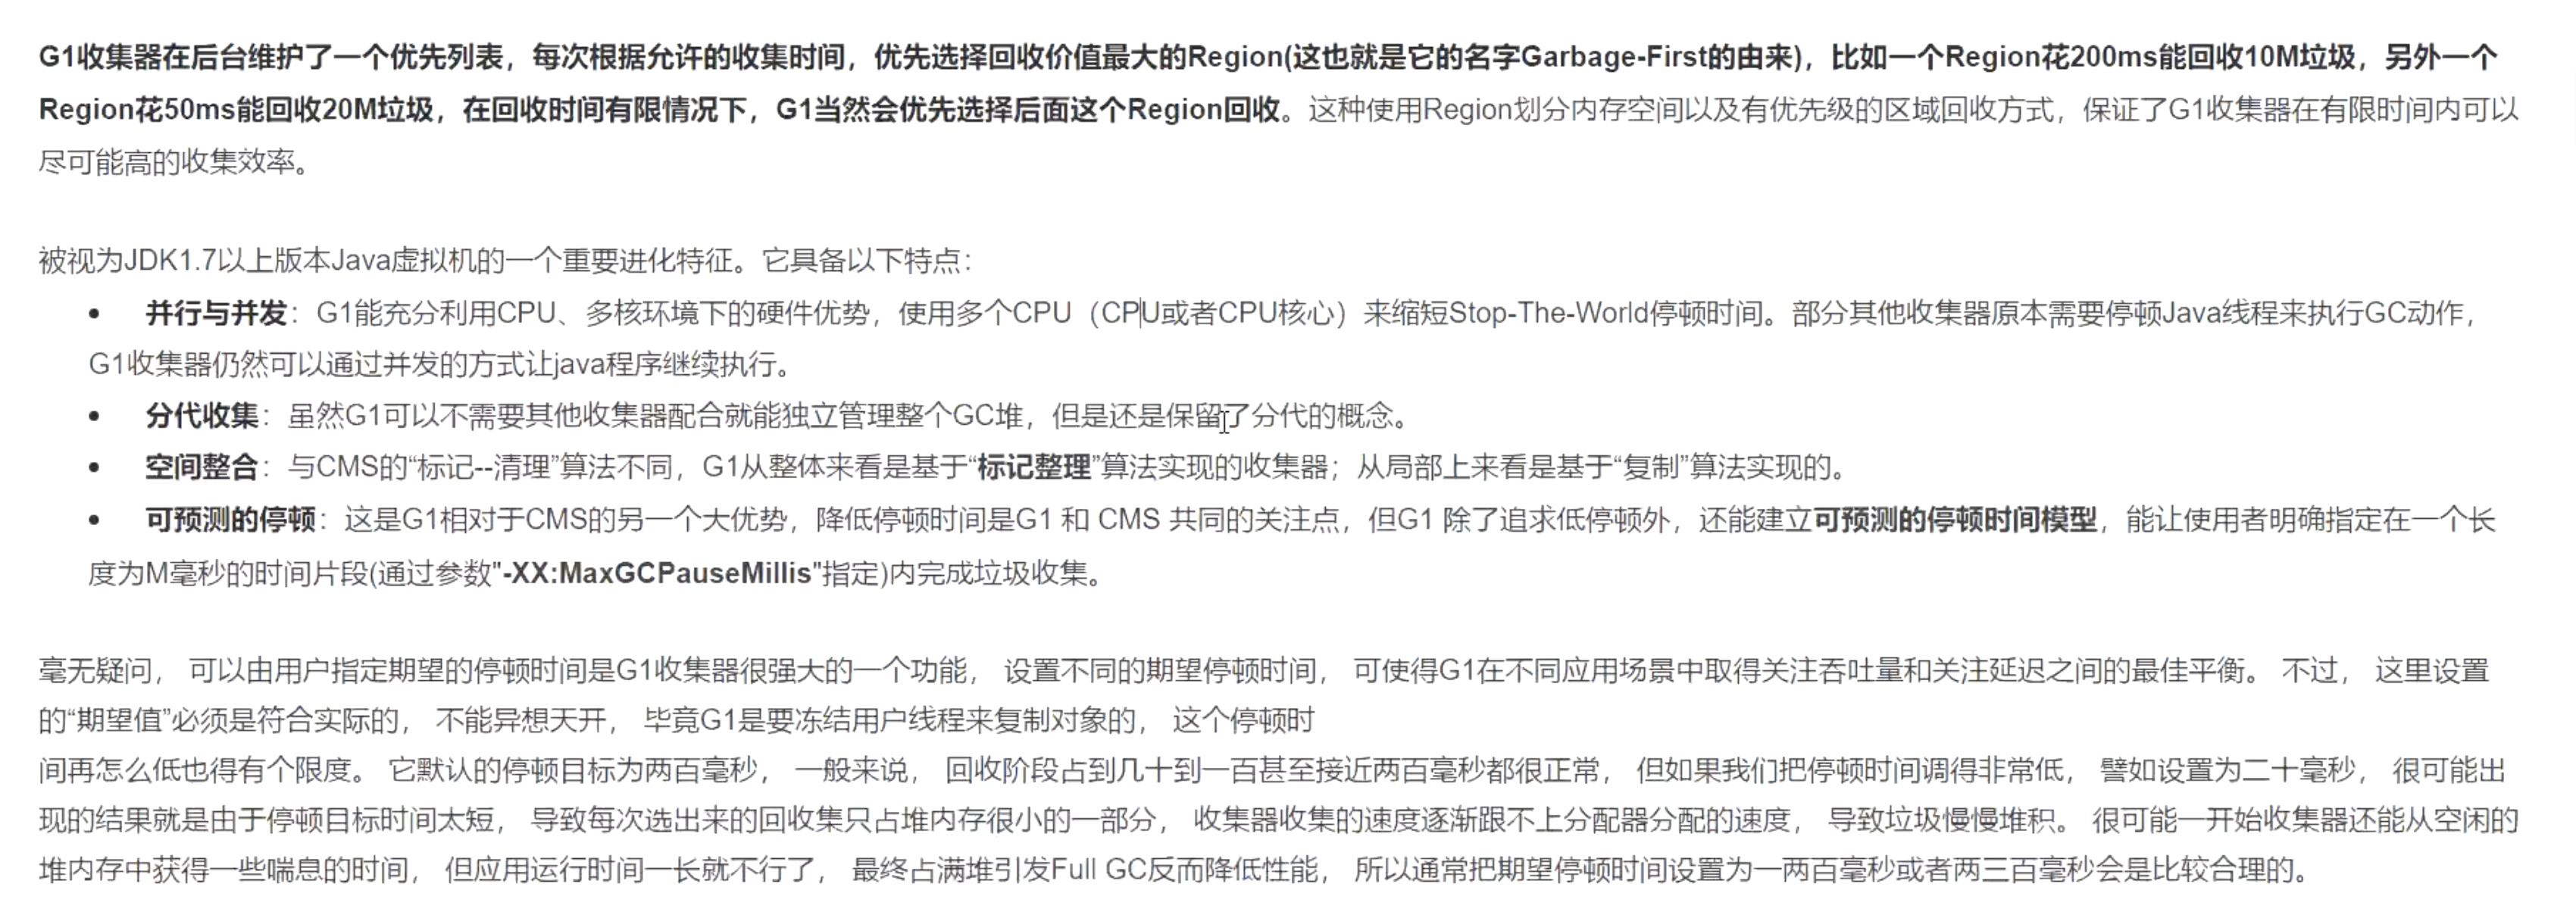 G1收集器在后台维护了一个优先列表，每次根据允许的收集时间，优先选择回收价值最大的Region(这也就是它的名字Garbage-First的由来)，比如一个Region花200ms能回收10M垃圾，另外一个
Region花50ms能回收20M垃圾，在回收时间有限情况下，G1当然会优先选择后面这个Region回收。这种使用Region划分内存空间以及有优先级的区域回收方式，保证了G1收集器在有限时间内可以
尽可能高的收集效率。
被视为JDK1.7以上版本Java虚拟机的一个重要进化特征。它具备以下特点：
• 并行与并发：G1能充分利用CPU、多核环境下的硬件优势，使用多个CPU（CPU或者CPU核心）来缩短Stop-The-World停顿时间。部分其他收集器原本需要停顿Java线程来执行GC动作，
G1收集器仍然可以通过并发的方式让java程序继续执行。
• 分代收集：虽然G1可以不需要其他收集器配合就能独立管理整个GC堆，但是还是保留了分代的概念。
• 空间整合：与CMS的“标记--清理”算法不同，G1从整体来看是基于“标记整理”算法实现的收集器；从局部上来看是基于“复制”算法实现的。
• 可预测的停顿：这是G1相对于CMS的另一个大优势，降低停顿时间是G1 和 CMS 共同的关注点，但G1 除了追求低停顿外，还能建立可预测的停顿时间模型，能让使用者明确指定在一个长
度为M毫秒的时间片段(通过参数"-XX:MaxGCPauseMillis"指定)内完成垃圾收集。
毫无疑问， 可以由用户指定期望的停顿时间是G1收集器很强大的一个功能， 设置不同的期望停顿时间， 可使得G1在不同应用场景中取得关注吞吐量和关注延迟之间的最佳平衡。 不过， 这里设置
的“期望值”必须是符合实际的， 不能异想天开， 毕竟G1是要冻结用户线程来复制对象的， 这个停顿时
间再怎么低也得有个限度。 它默认的停顿目标为两百毫秒， 一般来说， 回收阶段占到几十到一百甚至接近两百毫秒都很正常， 但如果我们把停顿时间调得非常低， 譬如设置为二十毫秒， 很可能出
现的结果就是由于停顿目标时间太短， 导致每次选出来的回收集只占堆内存很小的一部分， 收集器收集的速度逐渐跟不上分配器分配的速度， 导致垃圾慢慢堆积。 很可能一开始收集器还能从空闲的
堆内存中获得一些喘息的时间， 但应用运行时间一长就不行了， 最终占满堆引发Full GC反而降低性能， 所以通常把期望停顿时间设置为一两百毫秒或者两三百毫秒会是比较合理的。